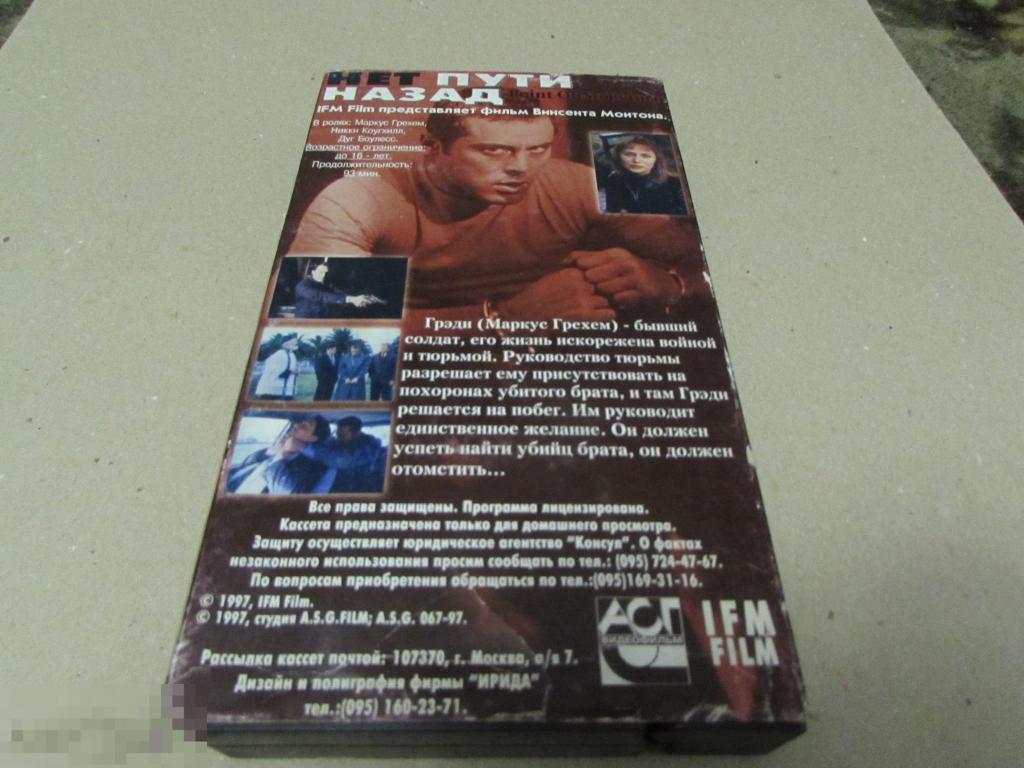 НЕТ ПУТИ
НАЗАД
Point Of No Return
IFM Film представляет фильм Винсента Монтона.
В ролях: Маркус Грехем,
Никки Коугхилл,
Дуг Боулесс.
Возрастное ограничение:
до 16 - лет.
Продолжительность:
93 мин.
Грэди (Маркус Грехем) - бывший
солдат, его жизнь искорежена войной
и тюрьмой. Руководство тюрьмы
разрешает ему присутствовать на
похоронах убитого брата, и там Грэди
решается на побег. Им руководит
единственное желание. Он должен
успеть найти убийц брата, он должен
отомстить...
Все права защищены. Программа лицензирована.
Кассета предназначена только для домашнего просмотра.
Защиту осуществляет юридическое агентство "Консул". О фактах
незаконного использования просим сообщать по тел.: (095) 724-47-67.
По вопросам приобретения обращаться по тел.:(095)169-31-16.
© 1997, IFM Film.
© 1997, студия A.S.G.FILM; A.S.G. 067-97.
АСП
ВИДЕОФИЛЬМ
IFM
FILM
Рассылка кассет почтой: 107370, г. Москва, а/я 7.
Дизайн и полиграфия фирмы "ИРИДА"
тел.:(095) 160-23-71.